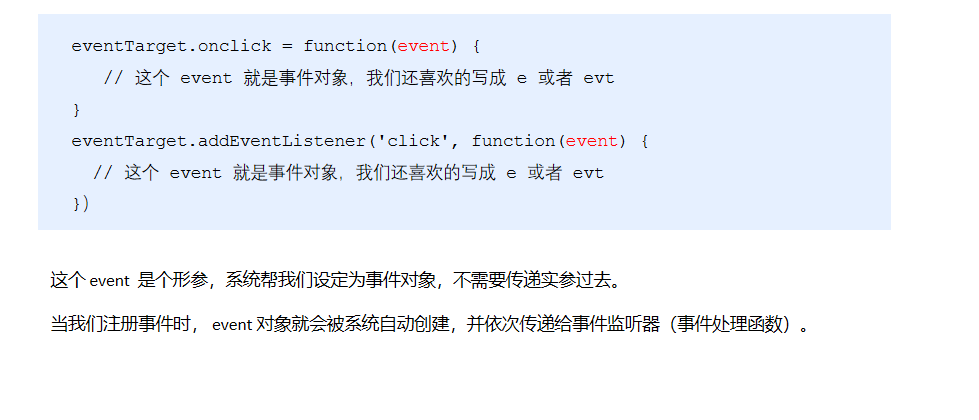 eventTarget.onclick = function(event) {
// 这个 event 就是事件对象，我们还喜欢的写成 e 或者 evt
}
eventTarget.addEventListener('click', function(event) {
// 这个 event 就是事件对象，我们还喜欢的写成 e 或者 evt
}）
这个 event 是个形参，系统帮我们设定为事件对象，不需要传递实参过去。
当我们注册事件时， event 对象就会被系统自动创建，并依次传递给事件监听器（事件处理函数）。